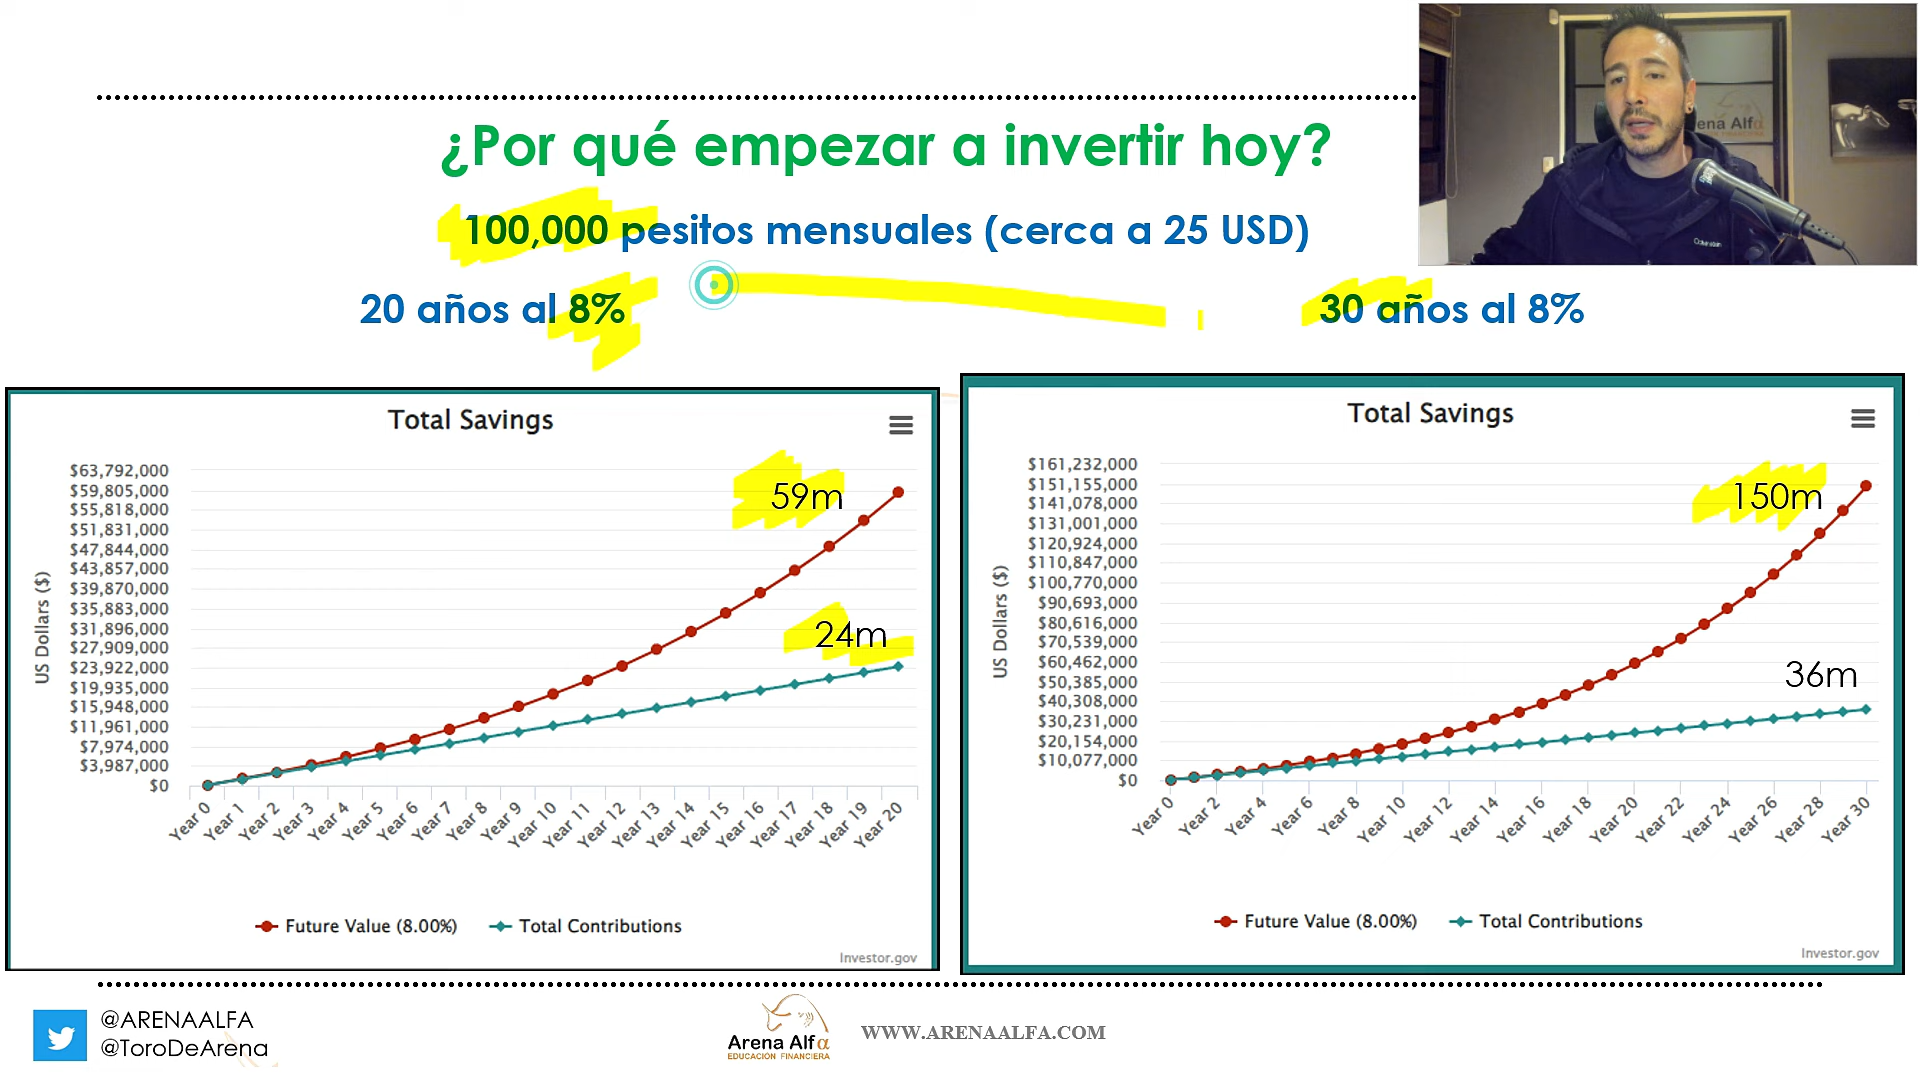 ¿Por qué empezar a invertir hoy?
100,000 pesitos mensuales (cerca a 25 USD)
20 años al 8%
30 años al 8%
ena Alfα
Total Savings
US Dollars ($)
$63,792,000
$59,805,000
$55,818,000
$51,831,000
$47,844,000
$43,857,000
$39,870,000
$35,883,000
$31,896,000
$27,909,000
$23,922,000
$19,935,000
$15,948,000
$11,961,000
$7,974,000
$3,987,000
$0
59m
24m
Year 0
Year 1
Year 2
Year 3
Year 4
Year 5
Year 6
Year 7
Year 8
Year 9
Year 10
Year 11
Year 12
Year 13
Year 14
Year 15
Year 16
Year 17
Year 18
Year 19
Year 20
Future Value (8.00%)
Total Contributions
Investor.gov
Total Savings
US Dollars ($)
$161,232,000
$151,155,000
$141,078,000
$131,001,000
$120,924,000
$110,847,000
$100,770,000
$90,693,000
$80,616,000
$70,539,000
$60,462,000
$50,385,000
$40,308,000
$30,231,000
$20,154,000
$10,077,000
$0
150m
36m
Year 0
Year 2
Year 4
Year 6
Year 8
Year 10
Year 12
Year 14
Year 16
Year 18
Year 20
Year 22
Year 24
Year 26
Year 28
Year 30
Future Value (8.00%)
Total Contributions
Investor.gov
@ARENAALFA
@ToroDeArena
Arena Alfα
EDUCACIÓN FINANCIERA
WWW.ARENAALFA.COM